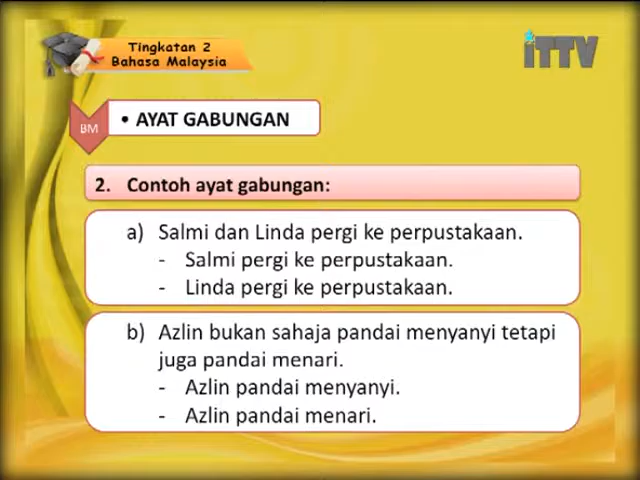 Tingkatan 2
Bahasa Malaysia
iTTV
BM
• AYAT GABUNGAN
2. Contoh ayat gabungan:
a) Salmi dan Linda pergi ke perpustakaan.
- Salmi pergi ke perpustakaan.
- Linda pergi ke perpustakaan.
b) Azlin bukan sahaja pandai menyanyi tetapi
juga pandai menari.
- Azlin pandai menyanyi.
- Azlin pandai menari.